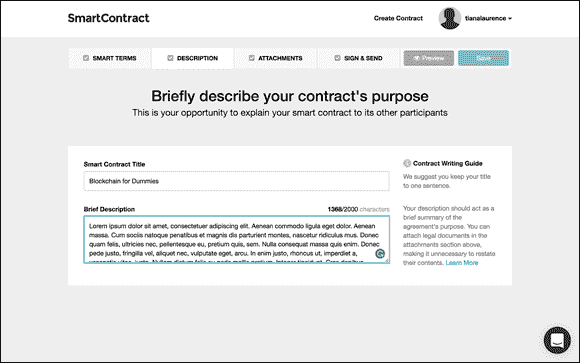 SmartContract
Create Contract
tianalaurence
SMART TERMS
DESCRIPTION
ATTACHMENTS
SIGN & SEND
Preview
Save
Briefly describe your contract's purpose
This is your opportunity to explain your smart contract to its other participants
Smart Contract Title
Blockchain for Dummies
Brief Description
1368/2000 characters
Lorem ipsum dolor sit amet, consectetuer adipiscing elit. Aenean commodo ligula eget dolor. Aenean
massa. Cum sociis natoque penatibus et magnis dis parturient montes, nascetur ridiculus mus. Donec
quam felis, ultricies nec, pellentesque eu, pretium quis, sem. Nulla consequat massa quis enim. Donec
pede justo, fringilla vel, aliquet nec, vulputate eget, arcu. In enim justo, rhoncus ut, imperdiet a,
Contract Writing Guide
We suggest you keep your title
to one sentence.
Your description should act as a
brief summary of the
agreement's purpose. You can
attach legal documents in the
attachments section above,
making it unnecessary to restate
their contents. Learn More